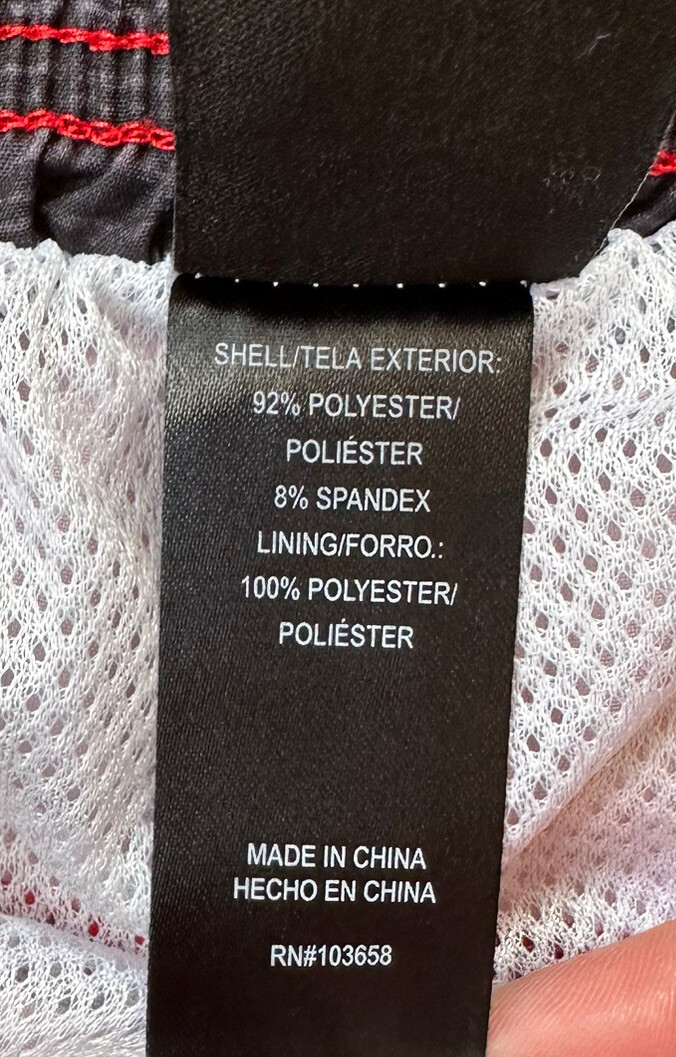 SHELL/TELA EXTERIOR:
92% POLYESTER/
POLIÉSTER
8% SPANDEX
LINING/FORRO.:
100% POLYESTER/
POLIÉSTER
MADE IN CHINA
HECHO EN CHINA
RN#103658